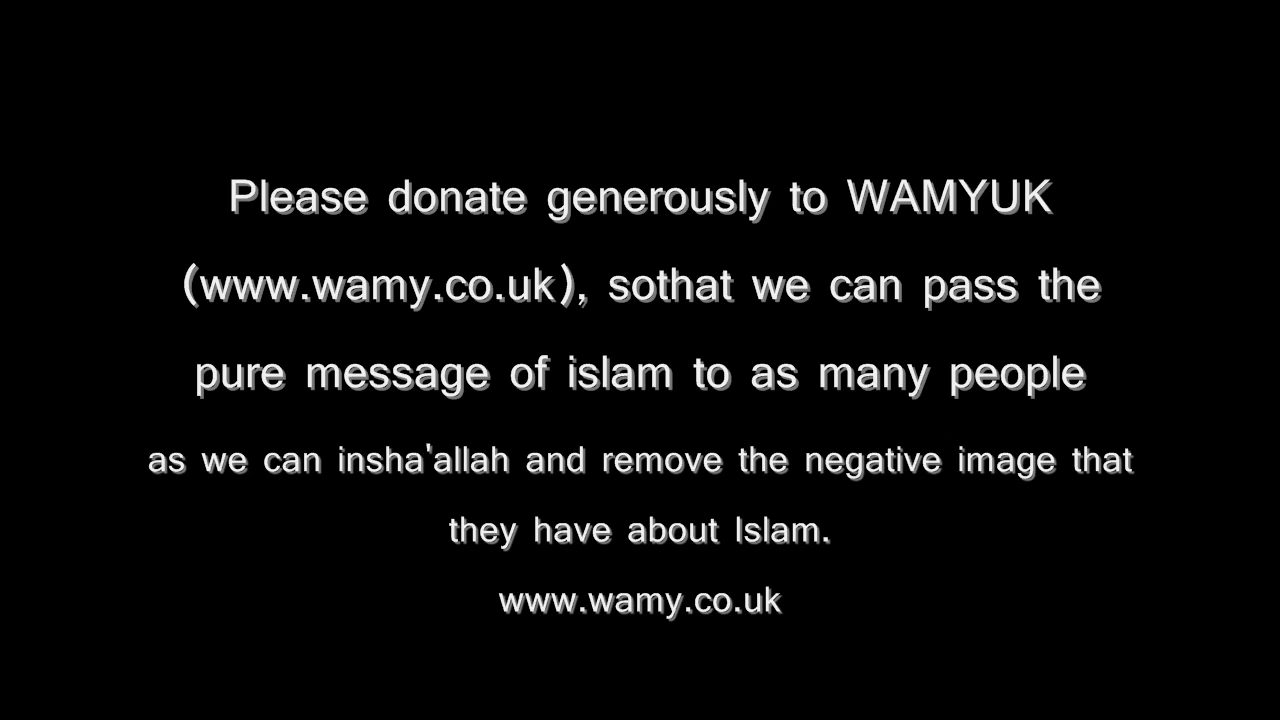 Please donate generously to WAMYUK
(www.wamy.co.uk), sothat we can pass the
pure message of islam to as many people
as we can insha'allah and remove the negative image that
they have about Islam.
www.wamy.co.uk